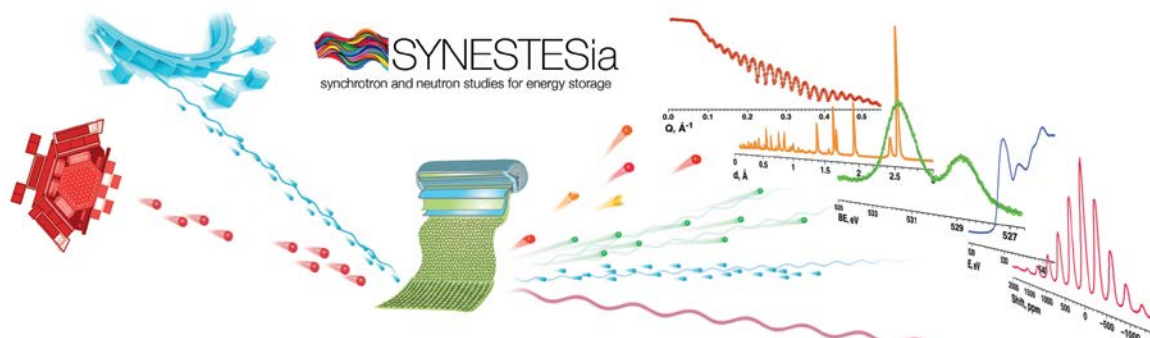 SYNESTESia
synchrotron and neutron studies for energy storage
0.0 0.1 0.2 0.3 0.4 0.5
Q, Å⁻¹
0 0.5 1 1.5 2 2.5
d, Å
535 533 531 529 527
BE, eV
530
E, eV
2000 1500 1000 500 0 -500 -1000
Shift, ppm